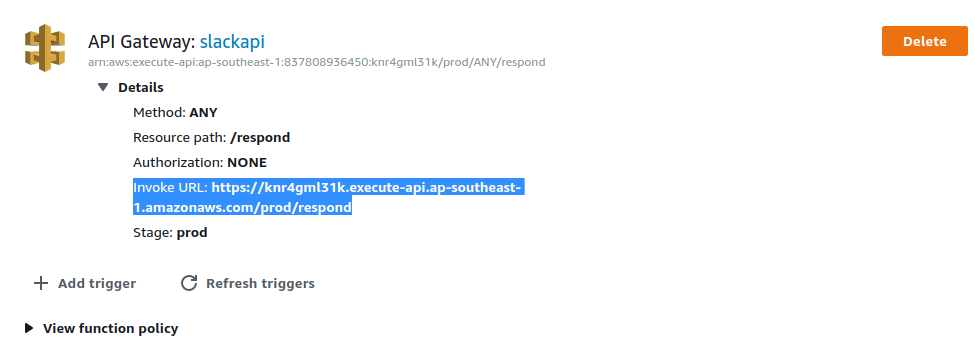 API Gateway: slackapi
Delete
arn:aws:execute-api:ap-southeast-1:837808936450:knr4gml31k/prod/ANY/respond
Details
Method: ANY
Resource path: /respond
Authorization: NONE
Invoke URL: https://knr4gml31k.execute-api.ap-southeast-
1.amazonaws.com/prod/respond
Stage: prod
Add trigger
Refresh triggers
View function policy